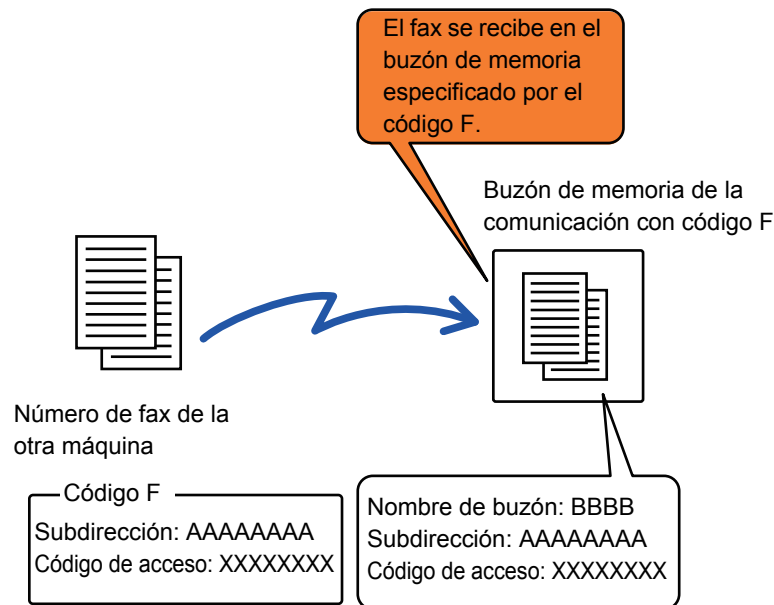 El fax se recibe en el
buzón de memoria
especificado por el
código F.
Buzón de memoria de la
comunicación con código F
Número de fax de la
otra máquina
Código F
Subdirección: AAAAAAAA
Código de acceso: XXXXXXXX
Nombre de buzón: BBBB
Subdirección: AAAAAAAA
Código de acceso: XXXXXXXX